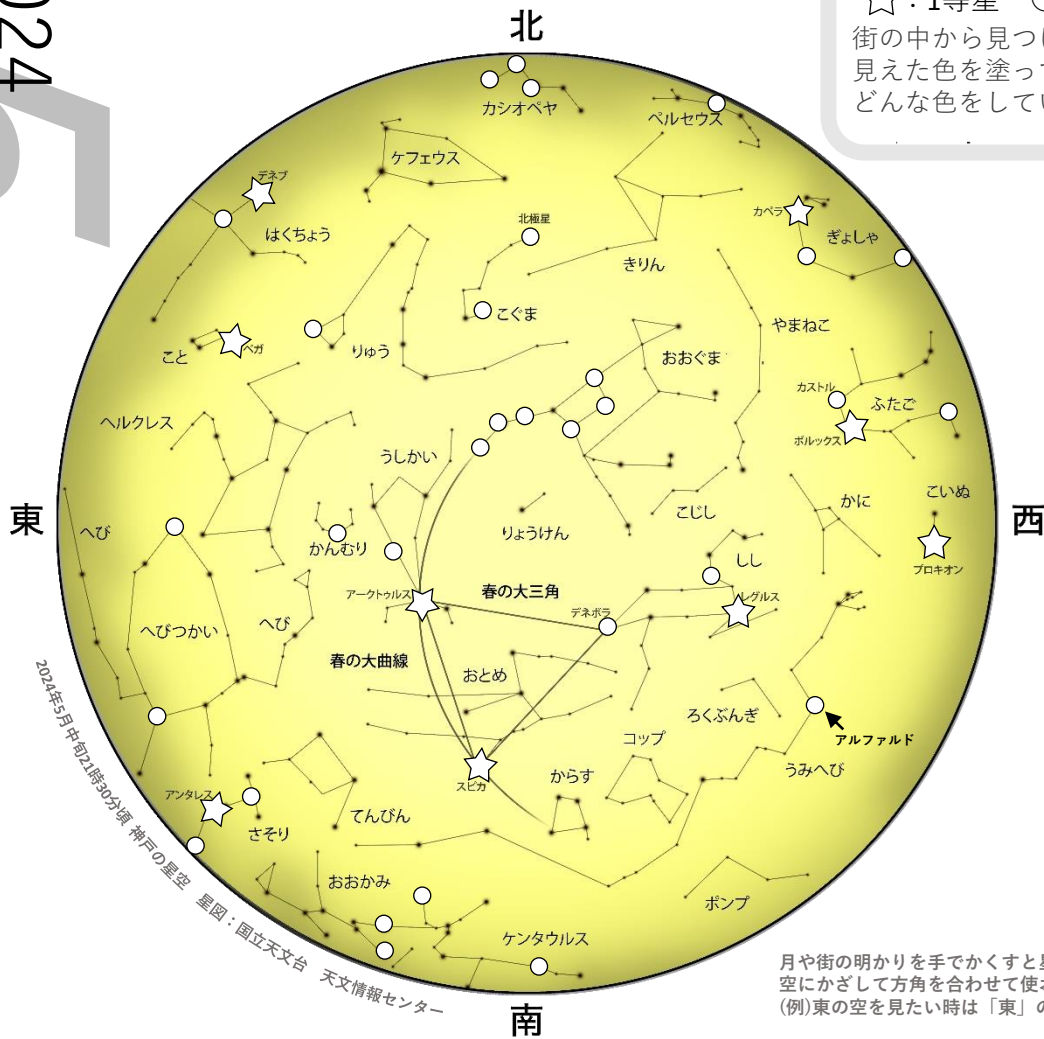 2024
5
北
☆：1等星
街の中から見つけ
見えた色を塗って
どんな色をしてい
カシオペヤ
ペルセウス
ケフェウス
デネブ
カペラ
はくちょう
北極星
ぎょしゃ
きりん
こぐま
やまねこ
こと
ベガ
りゅう
おおぐま
カストル
ふたご
ヘルクレス
ポルックス
うしかい
こいぬ
かに
こじし
東
へび
りょうけん
西
かんむり
しし
プロキオン
アークトゥルス
春の大三角
レグルス
デネボラ
へびつかい
へび
春の大曲線
おとめ
ろくぶんぎ
コップ
アルファルド
うみへび
スピカ
からす
アンタレス
てんびん
さそり
おおかみ
ポンプ
ケンタウルス
2024年5月中旬21時30分頃 神戸の星空　星図：国立天文台　天文情報センター
月や街の明かりを手でかくすと星
空にかざして方角を合わせて使
(例)東の空を見たい時は「東」の
南